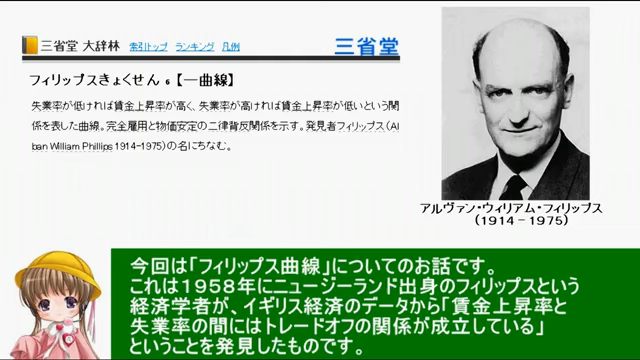 三省堂 大辞林 索引トップ ランキング 凡例
三省堂
フィリップスきょくせん 6 【―曲線】
失業率が低ければ賃金上昇率が高く、失業率が高ければ賃金上昇率が低いという関
係を表した曲線。完全雇用と物価安定の二律背反関係を示す。発見者フィリップス(Al
ban William Phillips 1914-1975)の名にちなむ。
アルヴァン・ウィリアム・フィリップス
(1914-1975)
今回は「フィリップス曲線」についてのお話です。
これは1958年にニュージーランド出身のフィリップスという
経済学者が、イギリス経済のデータから「賃金上昇率と
失業率の間にはトレードオフの関係が成立している」
ということを発見したものです。